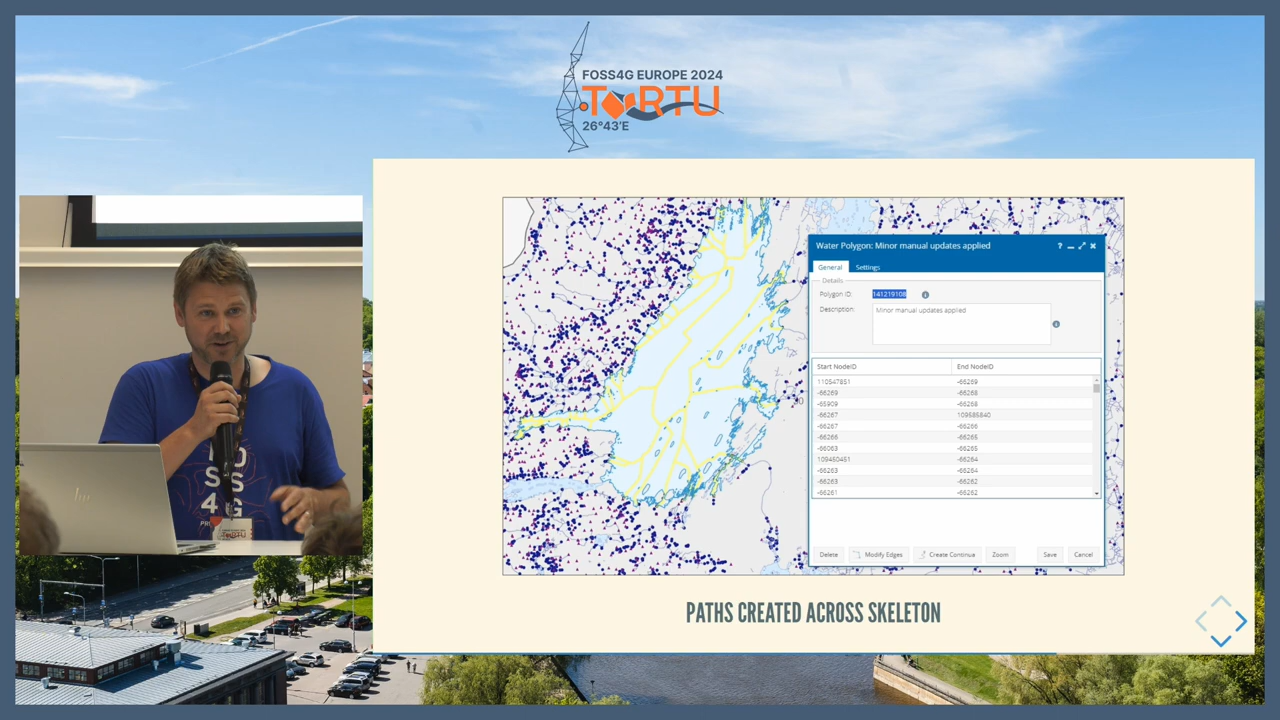 FOSS4G EUROPE 2024
TARTU
26°43'E
Water Polygon: Minor manual updates applied
General
Settings
Details
Polygon ID:
141219108
Description:
Minor manual updates applied
Start NodeID
End NodeID
110547851
-66269
-66269
-66268
-65909
-66268
-66267
109585840
-66267
-66266
-66266
-66265
-66063
-66265
109450451
-66264
-66263
-66264
-66263
-66262
-66261
-66262
Delete
Modify Edges
Create Continua
Zoom
Save
Cancel
PATHS CREATED ACROSS SKELETON
S S
4 G
TARTU